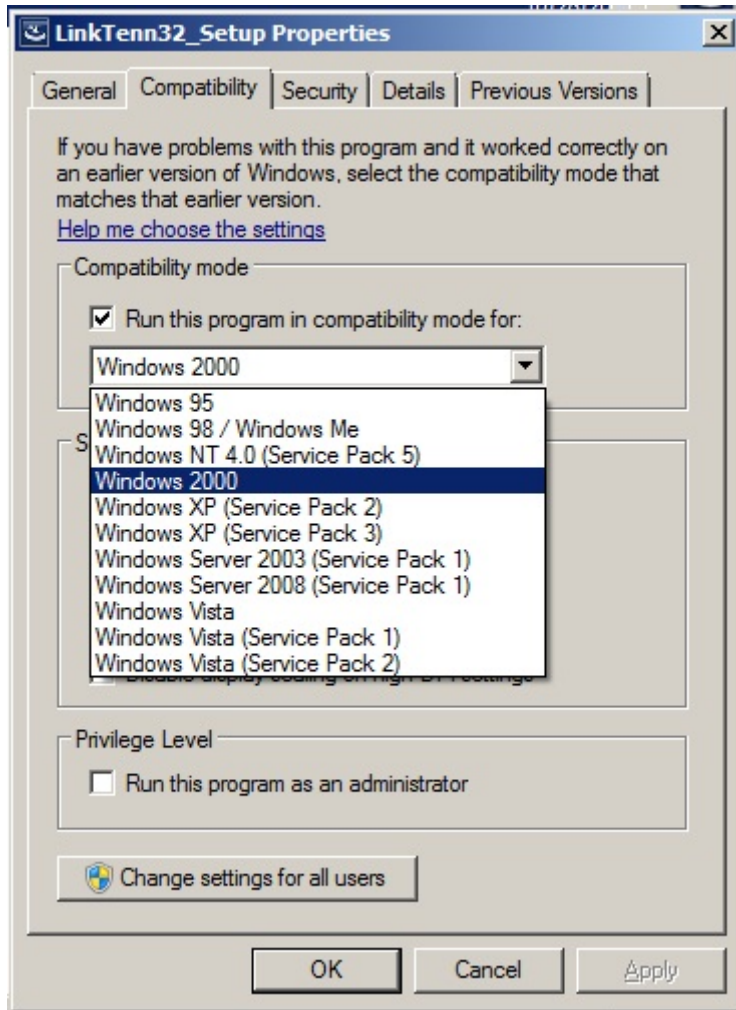 LinkTenn32_Setup Properties
General Compatibility Security Details Previous Versions
If you have problems with this program and it worked correctly on
an earlier version of Windows, select the compatibility mode that
matches that earlier version.
Help me choose the settings
Compatibility mode
Run this program in compatibility mode for:
Windows 2000
Windows 95
Windows 98 / Windows Me
Windows NT 4.0 (Service Pack 5)
Windows 2000
Windows XP (Service Pack 2)
Windows XP (Service Pack 3)
Windows Server 2003 (Service Pack 1)
Windows Server 2008 (Service Pack 1)
Windows Vista
Windows Vista (Service Pack 1)
Windows Vista (Service Pack 2)
Privilege Level
Run this program as an administrator
Change settings for all users
OK Cancel Apply